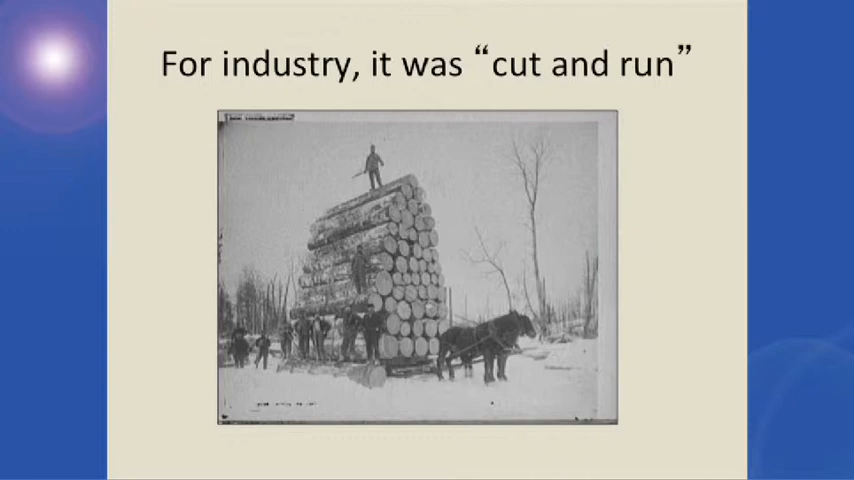 For industry, it was “cut and run”